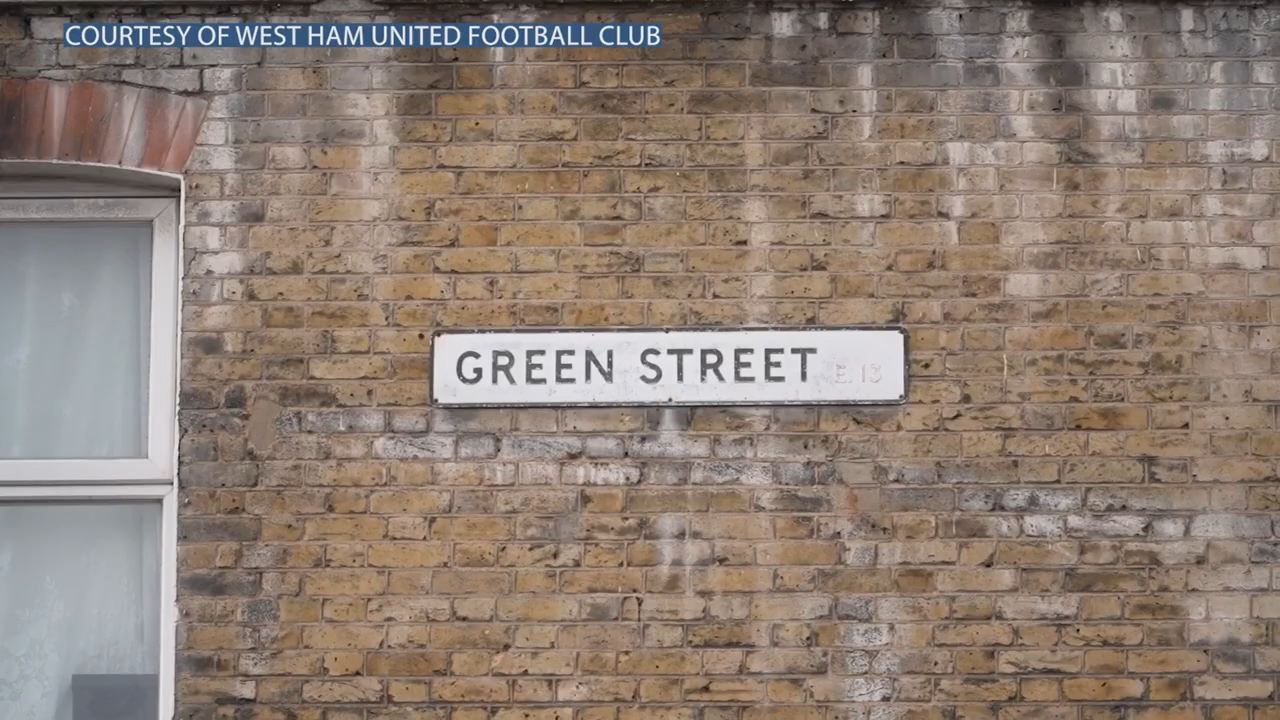 COURTESY OF WEST HAM UNITED FOOTBALL CLUB
GREEN STREET E.13